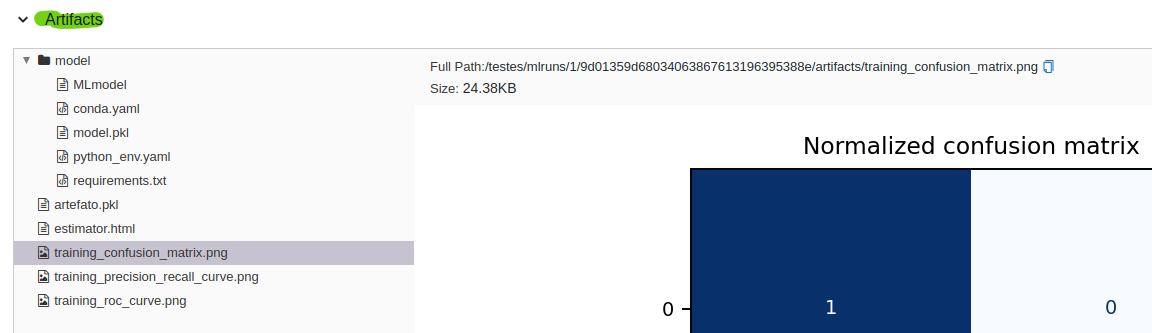 Artifacts
model
MLmodel
conda.yaml
model.pkl
python_env.yaml
requirements.txt
artefato.pkl
estimator.html
training_confusion_matrix.png
training_precision_recall_curve.png
training_roc_curve.png
Full Path:/testes/mlruns/1/9d01359d68034063867613196395388e/artifacts/training_confusion_matrix.png
Size: 24.38KB
Normalized confusion matrix
0 1 0